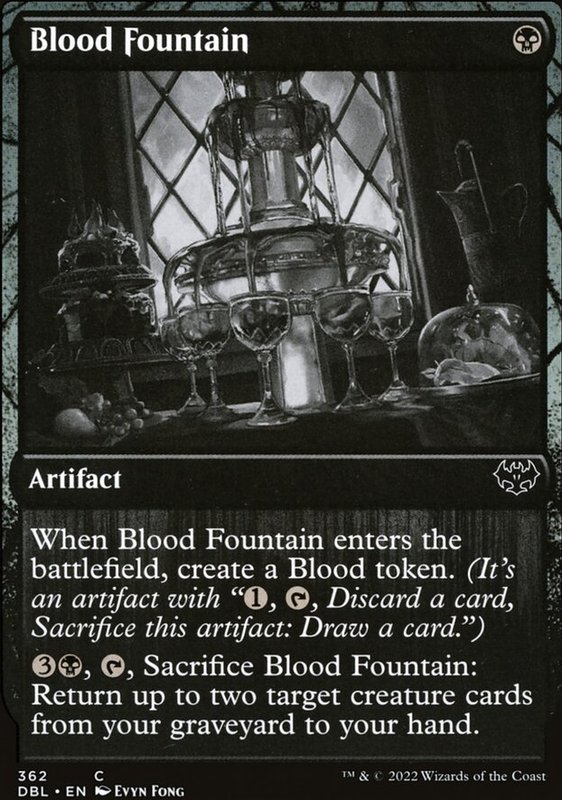 Blood Fountain
Artifact
When Blood Fountain enters the
battlefield, create a Blood token. (It's
an artifact with “1, T, Discard a card,
Sacrifice this artifact: Draw a card.”)
3B, T, Sacrifice Blood Fountain:
Return up to two target creature cards
from your graveyard to your hand.
362 C
DBL • EN Evyn Fong
™ & © 2022 Wizards of the Coast